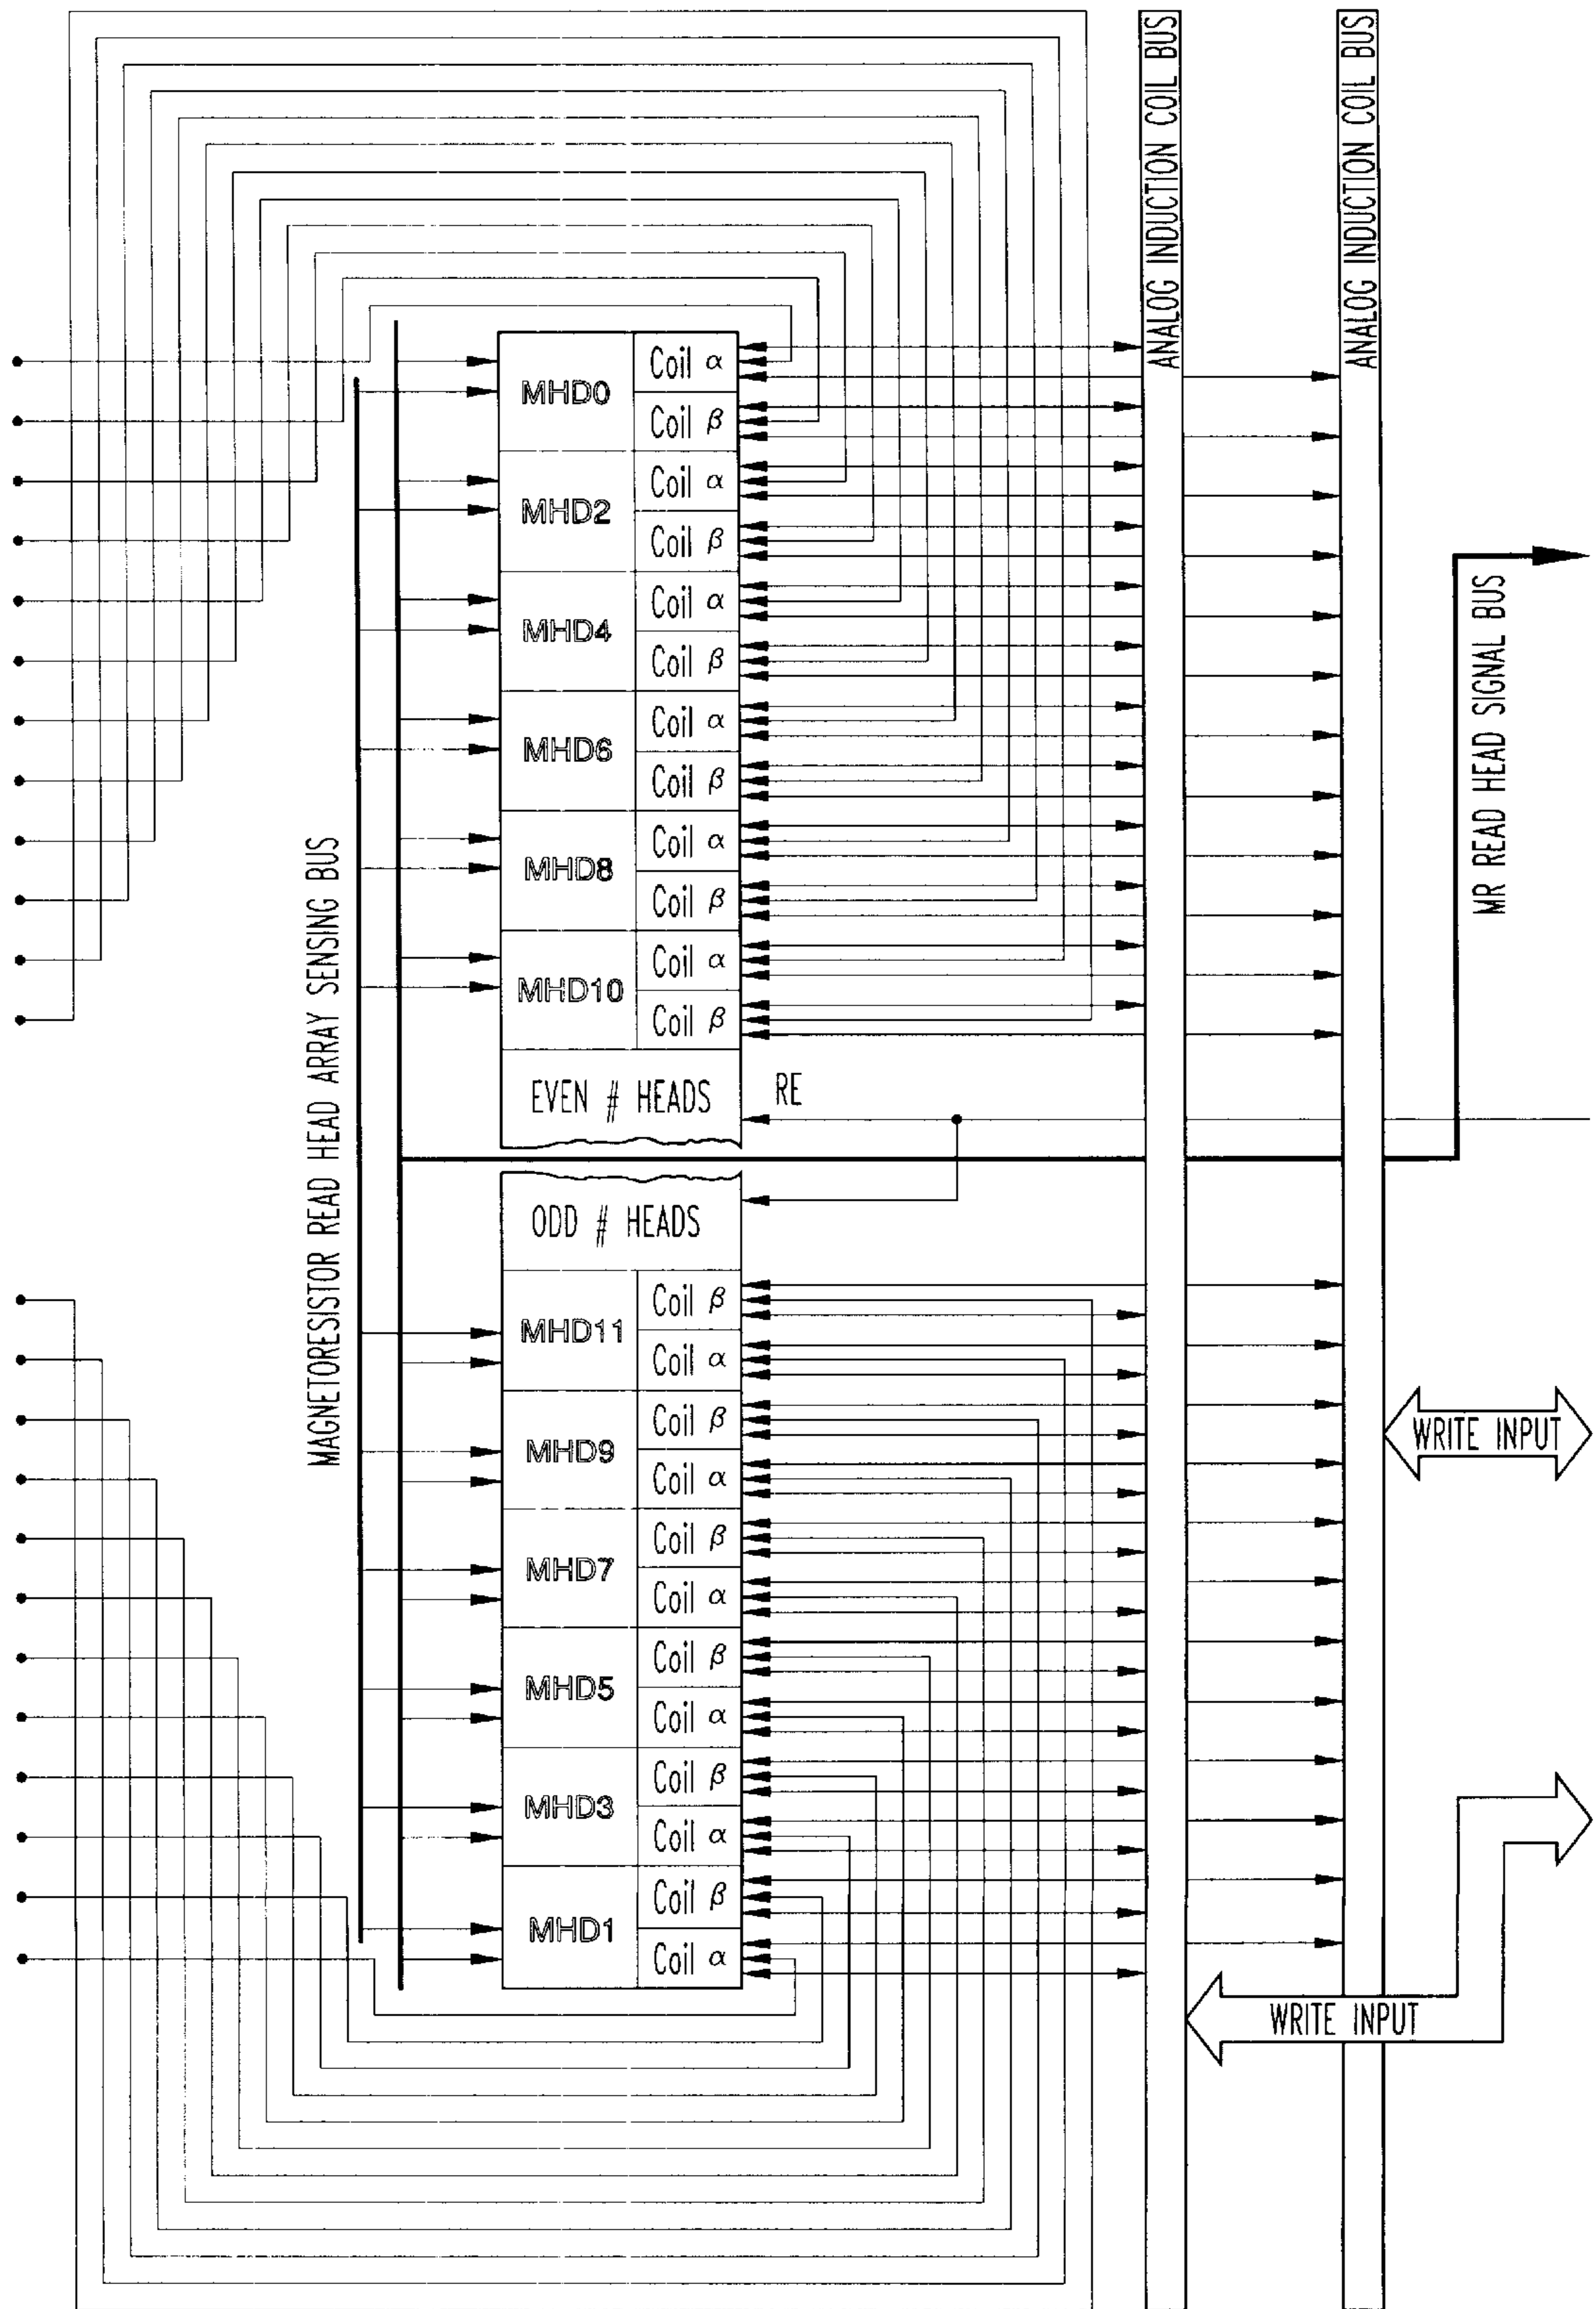 ANALOG INDUCTION COIL BUS
ANALOG INDUCTION COIL BUS
MHD0
Coil α
Coil β
MHD2
Coil α
Coil β
MHD4
Coil α
Coil β
MHD6
Coil α
Coil β
MHD8
Coil α
Coil β
MHD10
Coil α
Coil β
EVEN # HEADS
RE
MR READ HEAD SIGNAL BUS
MAGNETORESISTOR READ HEAD ARRAY SENSING BUS
ODD # HEADS
MHD11
Coil β
Coil α
MHD9
Coil β
Coil α
MHD7
Coil β
Coil α
MHD5
Coil β
Coil α
MHD3
Coil β
Coil α
MHD1
Coil β
Coil α
WRITE INPUT
WRITE INPUT